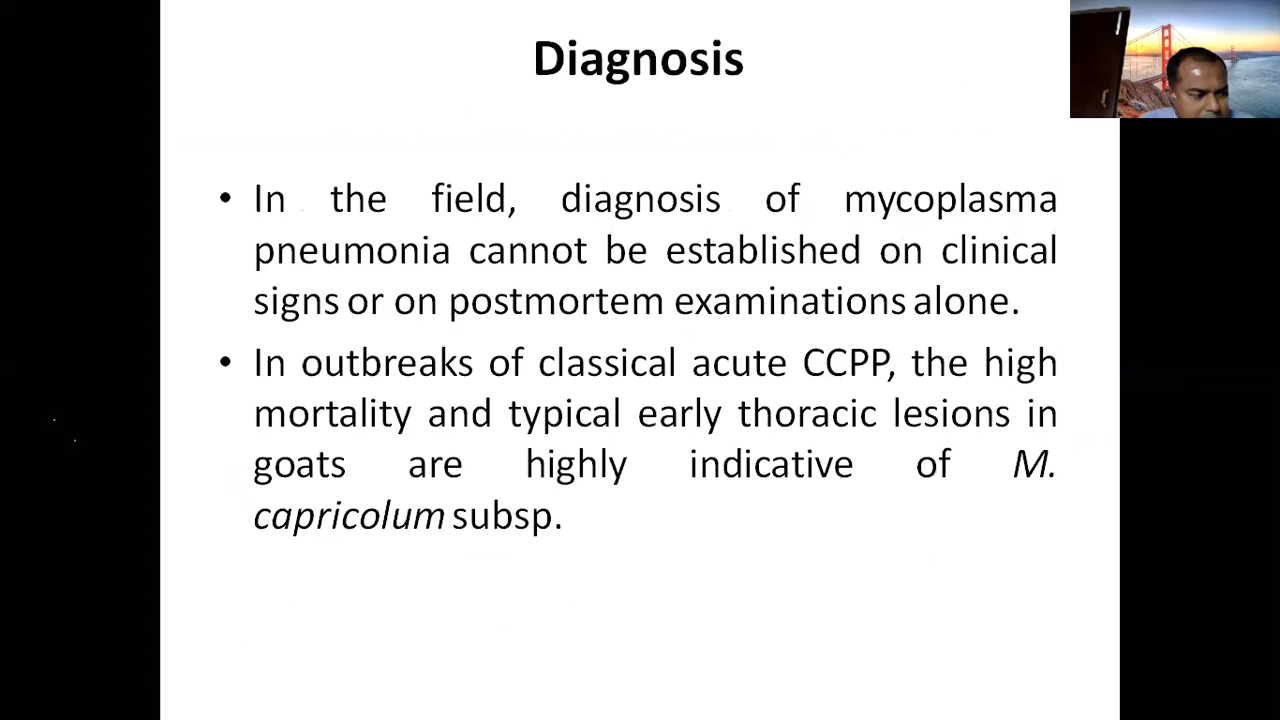 Diagnosis
• In the field, diagnosis of mycoplasma
pneumonia cannot be established on clinical
signs or on postmortem examinations alone.
• In outbreaks of classical acute CCPP, the high
mortality and typical early thoracic lesions in
goats are highly indicative of M.
capricolum subsp.